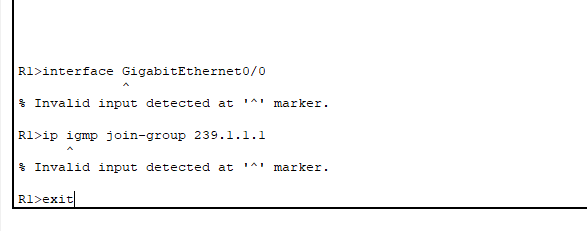 R1>interface GigabitEthernet0/0
^
% Invalid input detected at '^' marker.
R1>ip igmp join-group 239.1.1.1
^
% Invalid input detected at '^' marker.
R1>exit